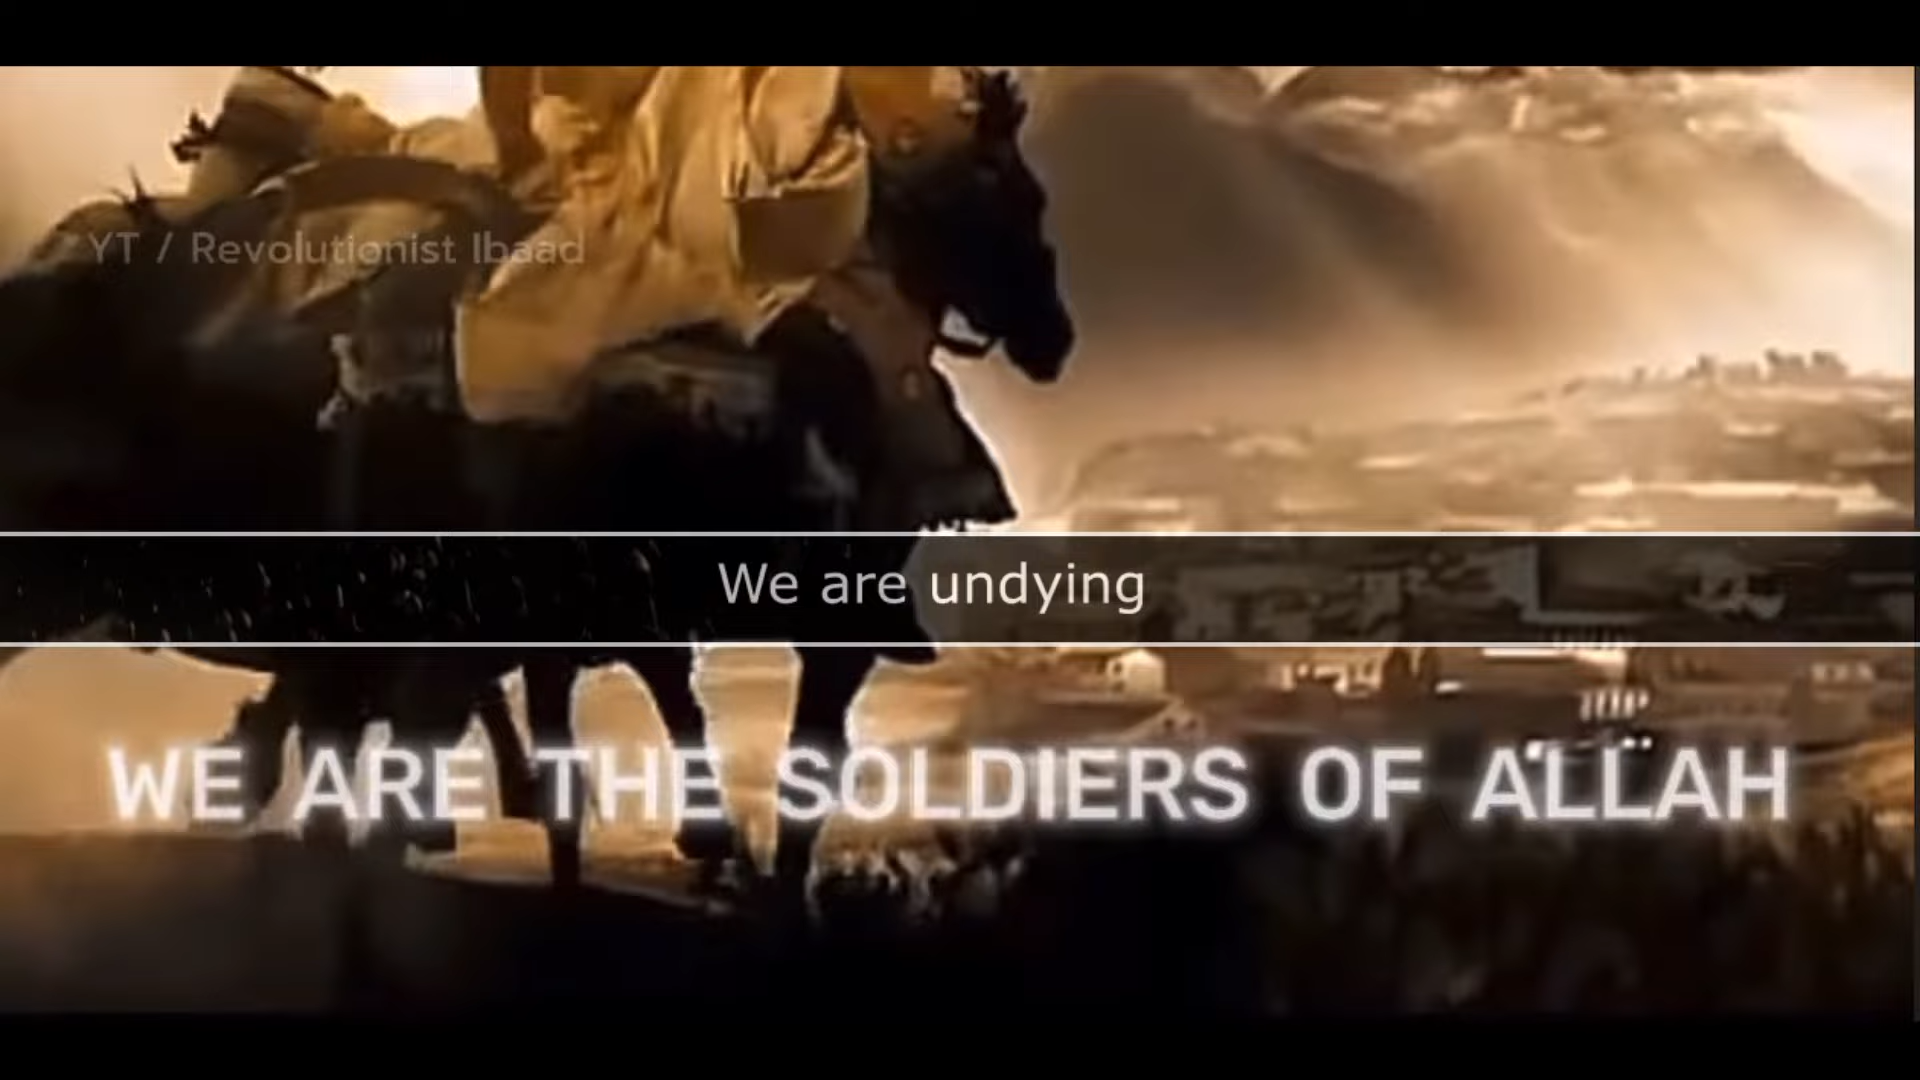 YT / Revolutionist Ibaad
We are undying
WE ARE THE SOLDIERS OF ALLAH